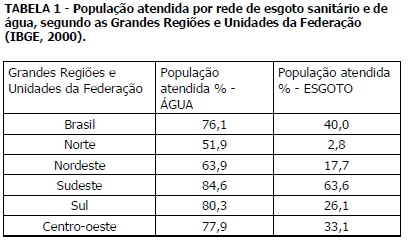 TABELA 1 - População atendida por rede de esgoto sanitário e de
água, segundo as Grandes Regiões e Unidades da Federação
(IBGE, 2000).
Grandes Regiões e
Unidades da Federação
População
atendida % -
ÁGUA
População atendida
% - ESGOTO
Brasil 76,1 40,0
Norte 51,9 2,8
Nordeste 63,9 17,7
Sudeste 84,6 63,6
Sul 80,3 26,1
Centro-oeste 77,9 33,1